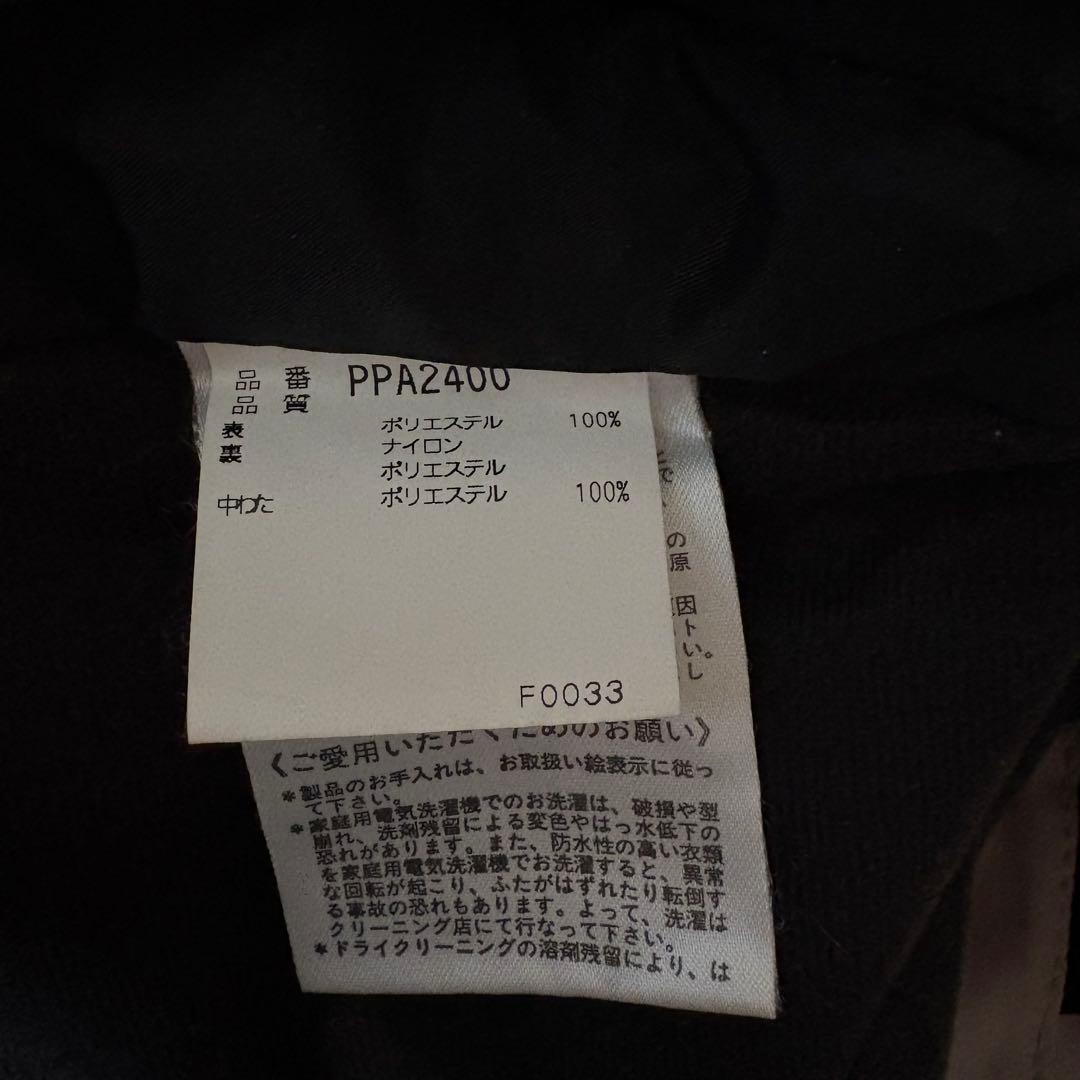 品番 PPA2400
品質
表 ポリエステル 100%
裏 ナイロン
ポリエステル
中わた ポリエステル 100%
で
の
原
因
ト
い。
し
F0033
《ご愛用いただくためのお願い》
*製品のお手入れは、お取扱い絵表示に従っ
て下さい。
*家庭用電気洗濯機でのお洗濯は、破損や型
崩れ、洗剤残留による変色やはっ水低下の
恐れがあります。また、防水性の高い衣類
を家庭用電気洗濯機でお洗濯すると、異常
な回転が起こり、ふたがはずれたり転倒す
る事故の恐れもあります。よって、洗濯は
クリーニング店にて行なって下さい。
*ドライクリーニングの溶剤残留により、は